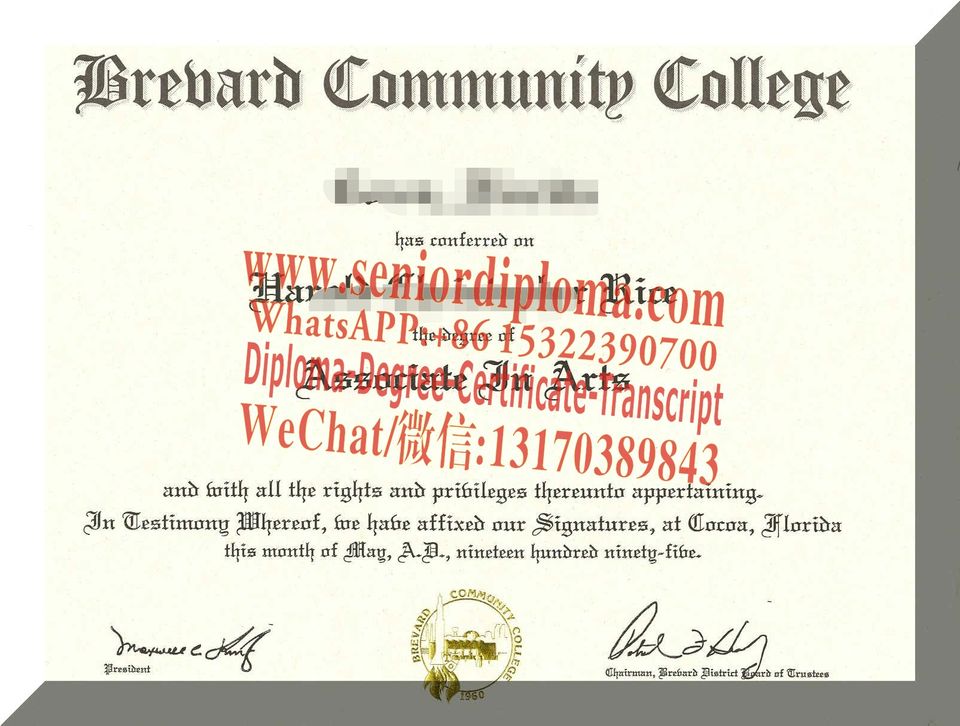 Brevard Community College
has conferred on
www.seniordiploma.com
Rice
WhatsAPP:+86 15322390700
the degree of
Diploma-Degree-Certificate-Transcript
Associate In Arts
WeChat/微信:13170389843
and with all the rights and privileges thereunto appertaining.
In Testimony Whereof, we have affixed our Signatures, at Cocoa, Florida
this month of May, A.D., nineteen hundred ninety-five.
BREVARD COMMUNITY COLLEGE
1960
President
Chairman, Brevard District Board of Trustees